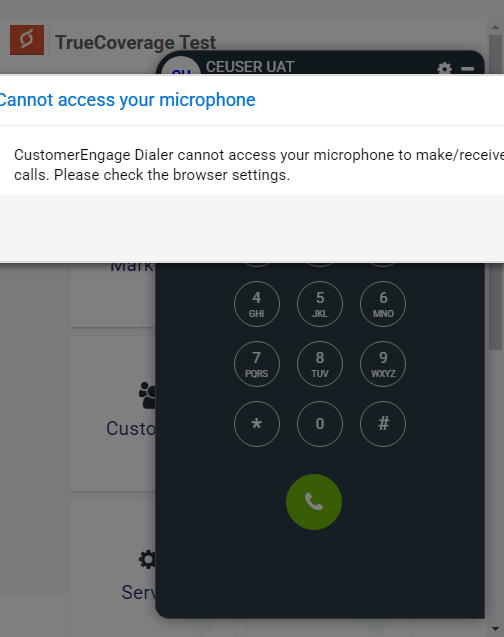 TrueCoverage Test
CEUSER UAT
Cannot access your microphone
CustomerEngage Dialer cannot access your microphone to make/receive
calls. Please check the browser settings.
Mark
4
GHI
5
JKL
6
MNO
7
PQRS
8
TUV
9
WXYZ
*
0
#
Custo
Serv